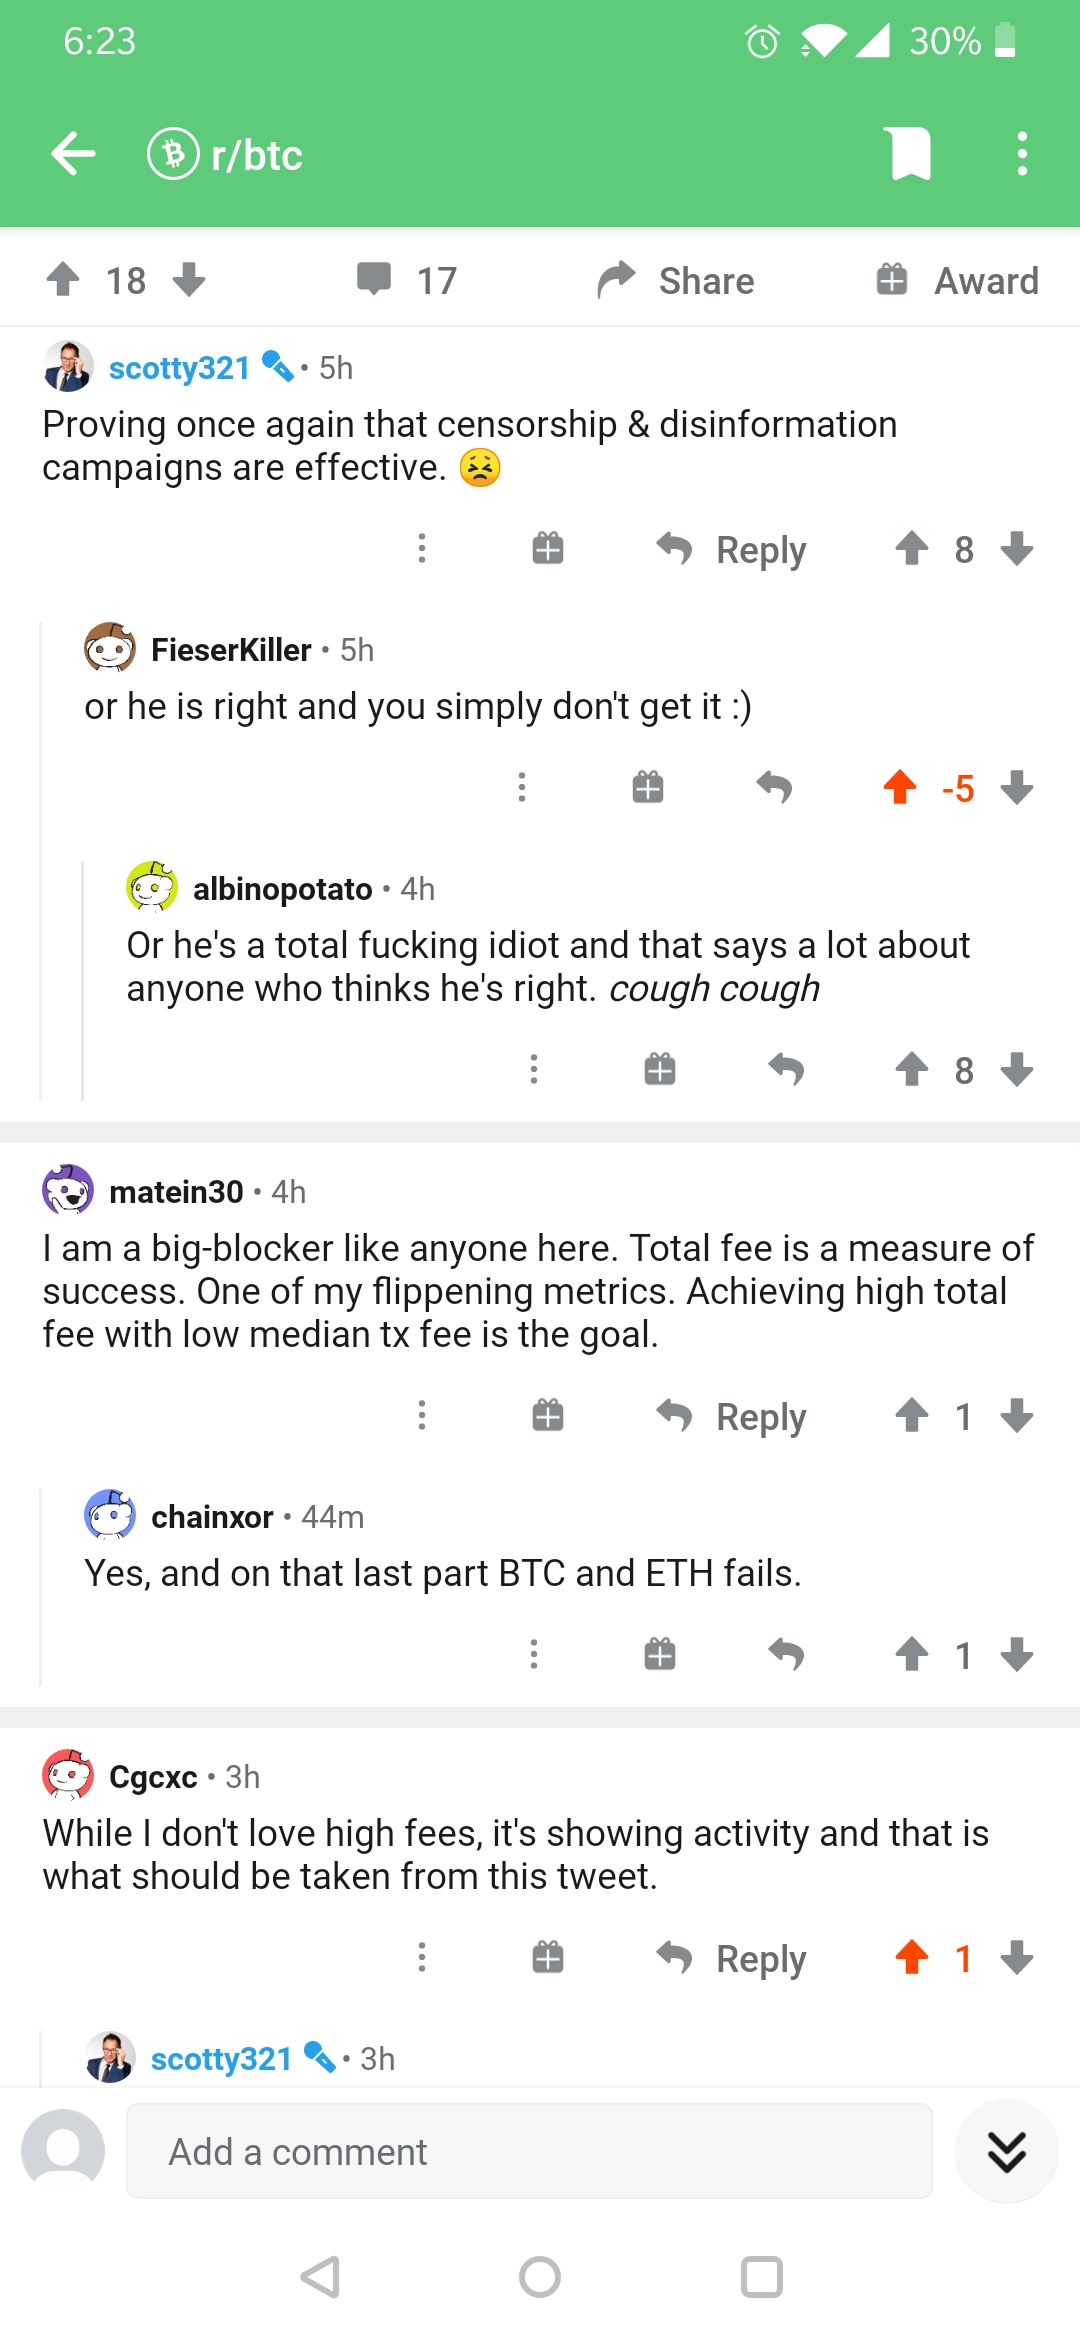 6:23
30%
r/btc
18
17
Share
Award
scotty321 • 5h
Proving once again that censorship & disinformation
campaigns are effective. 😣
Reply
8
FieserKiller • 5h
or he is right and you simply don't get it :)
-5
albinopotato • 4h
Or he's a total fucking idiot and that says a lot about
anyone who thinks he's right. cough cough
8
matein30 • 4h
I am a big-blocker like anyone here. Total fee is a measure of
success. One of my flippening metrics. Achieving high total
fee with low median tx fee is the goal.
Reply
1
chainxor • 44m
Yes, and on that last part BTC and ETH fails.
1
Cgcxc • 3h
While I don't love high fees, it's showing activity and that is
what should be taken from this tweet.
Reply
1
scotty321 • 3h
Add a comment